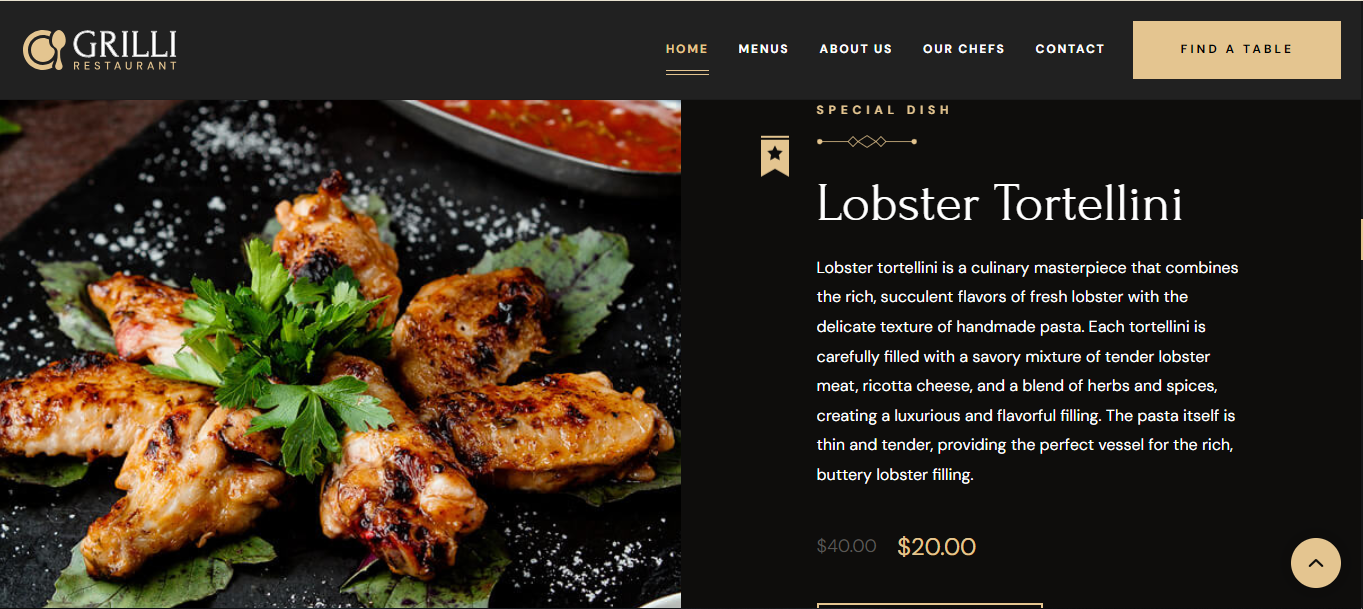 GRILLI
RESTAURANT
HOME
MENUS
ABOUT US
OUR CHEFS
CONTACT
FIND A TABLE
SPECIAL DISH
Lobster Tortellini
Lobster tortellini is a culinary masterpiece that combines
the rich, succulent flavors of fresh lobster with the
delicate texture of handmade pasta. Each tortellini is
carefully filled with a savory mixture of tender lobster
meat, ricotta cheese, and a blend of herbs and spices,
creating a luxurious and flavorful filling. The pasta itself is
thin and tender, providing the perfect vessel for the rich,
buttery lobster filling.
$40.00 $20.00